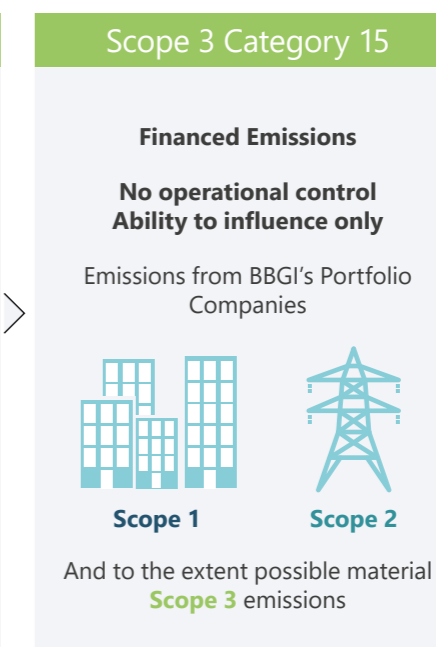 Scope 3 Category 15
Financed Emissions
No operational control
Ability to influence only
Emissions from BBGI's Portfolio
Companies
Scope 1 Scope 2
And to the extent possible material
Scope 3 emissions